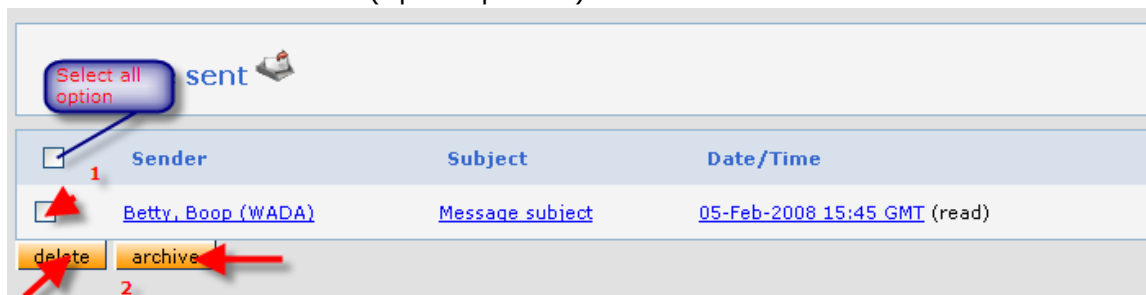 Select all
option
sent
Sender Subject Date/Time
1
Betty, Boop (WADA) Message subject 05-Feb-2008 15:45 GMT (read)
delete archive
2